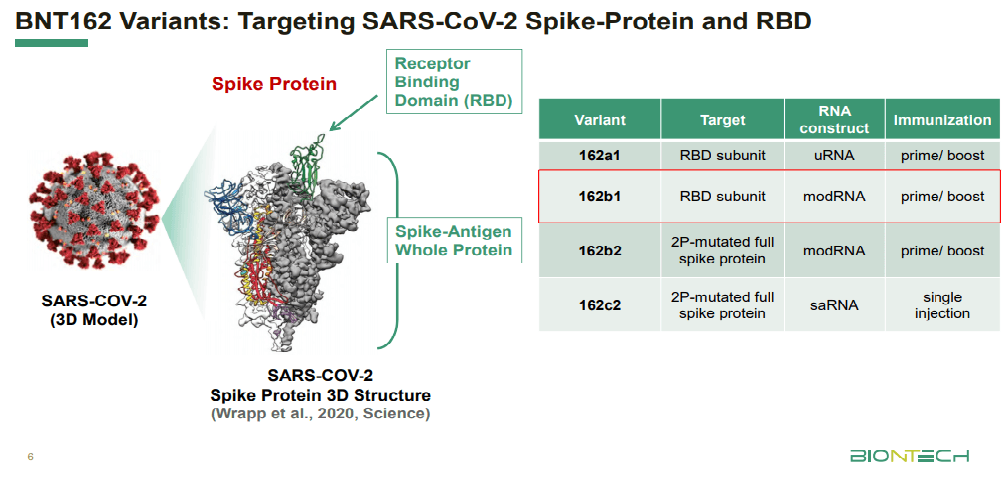 BNT162 Variants: Targeting SARS-CoV-2 Spike-Protein and RBD
Spike Protein
Receptor
Binding
Domain (RBD)
Spike-Antigen
Whole Protein
SARS-COV-2
(3D Model)
SARS-COV-2
Spike Protein 3D Structure
(Wrapp et al., 2020, Science)
Variant Target RNA construct Immunization
162a1 RBD subunit uRNA prime/ boost
162b1 RBD subunit modRNA prime/ boost
162b2 2P-mutated full spike protein modRNA prime/ boost
162c2 2P-mutated full spike protein saRNA single injection
6
BIONTECH